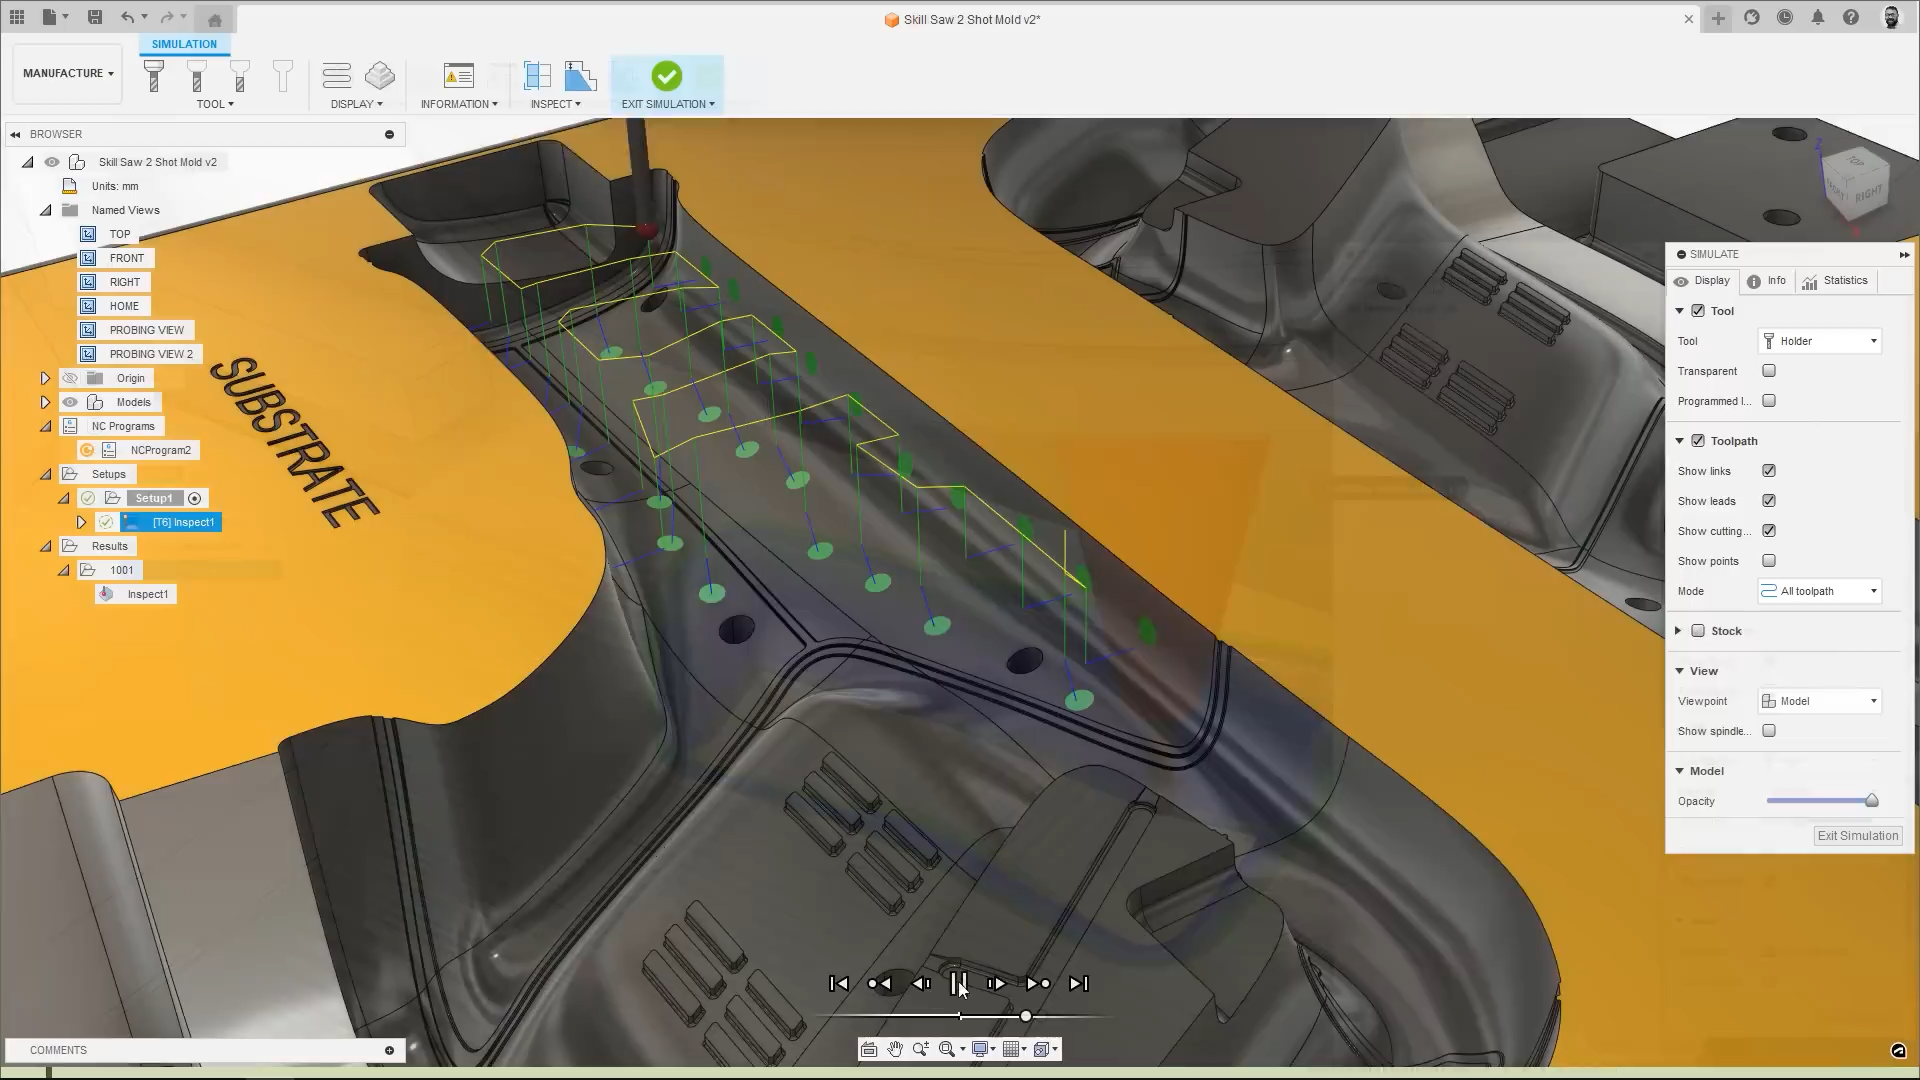 Skill Saw 2 Shot Mold v2*
MANUFACTURE
SIMULATION
TOOL
DISPLAY
INFORMATION
INSPECT
EXIT SIMULATION
BROWSER
Skill Saw 2 Shot Mold v2
Units: mm
Named Views
TOP
FRONT
RIGHT
HOME
PROBING VIEW
PROBING VIEW 2
Origin
Models
NC Programs
NCProgram2
Setups
Setup1
[T6] Inspect1
Results
1001
Inspect1
SUBSTRATE
Z
TOP
FRONT
RIGHT
SIMULATE
Display
Info
Statistics
Tool
Tool
Holder
Transparent
Programmed l...
Toolpath
Show links
Show leads
Show cutting...
Show points
Mode
All toolpath
Stock
View
Viewpoint
Model
Show spindle...
Model
Opacity
Exit Simulation
COMMENTS